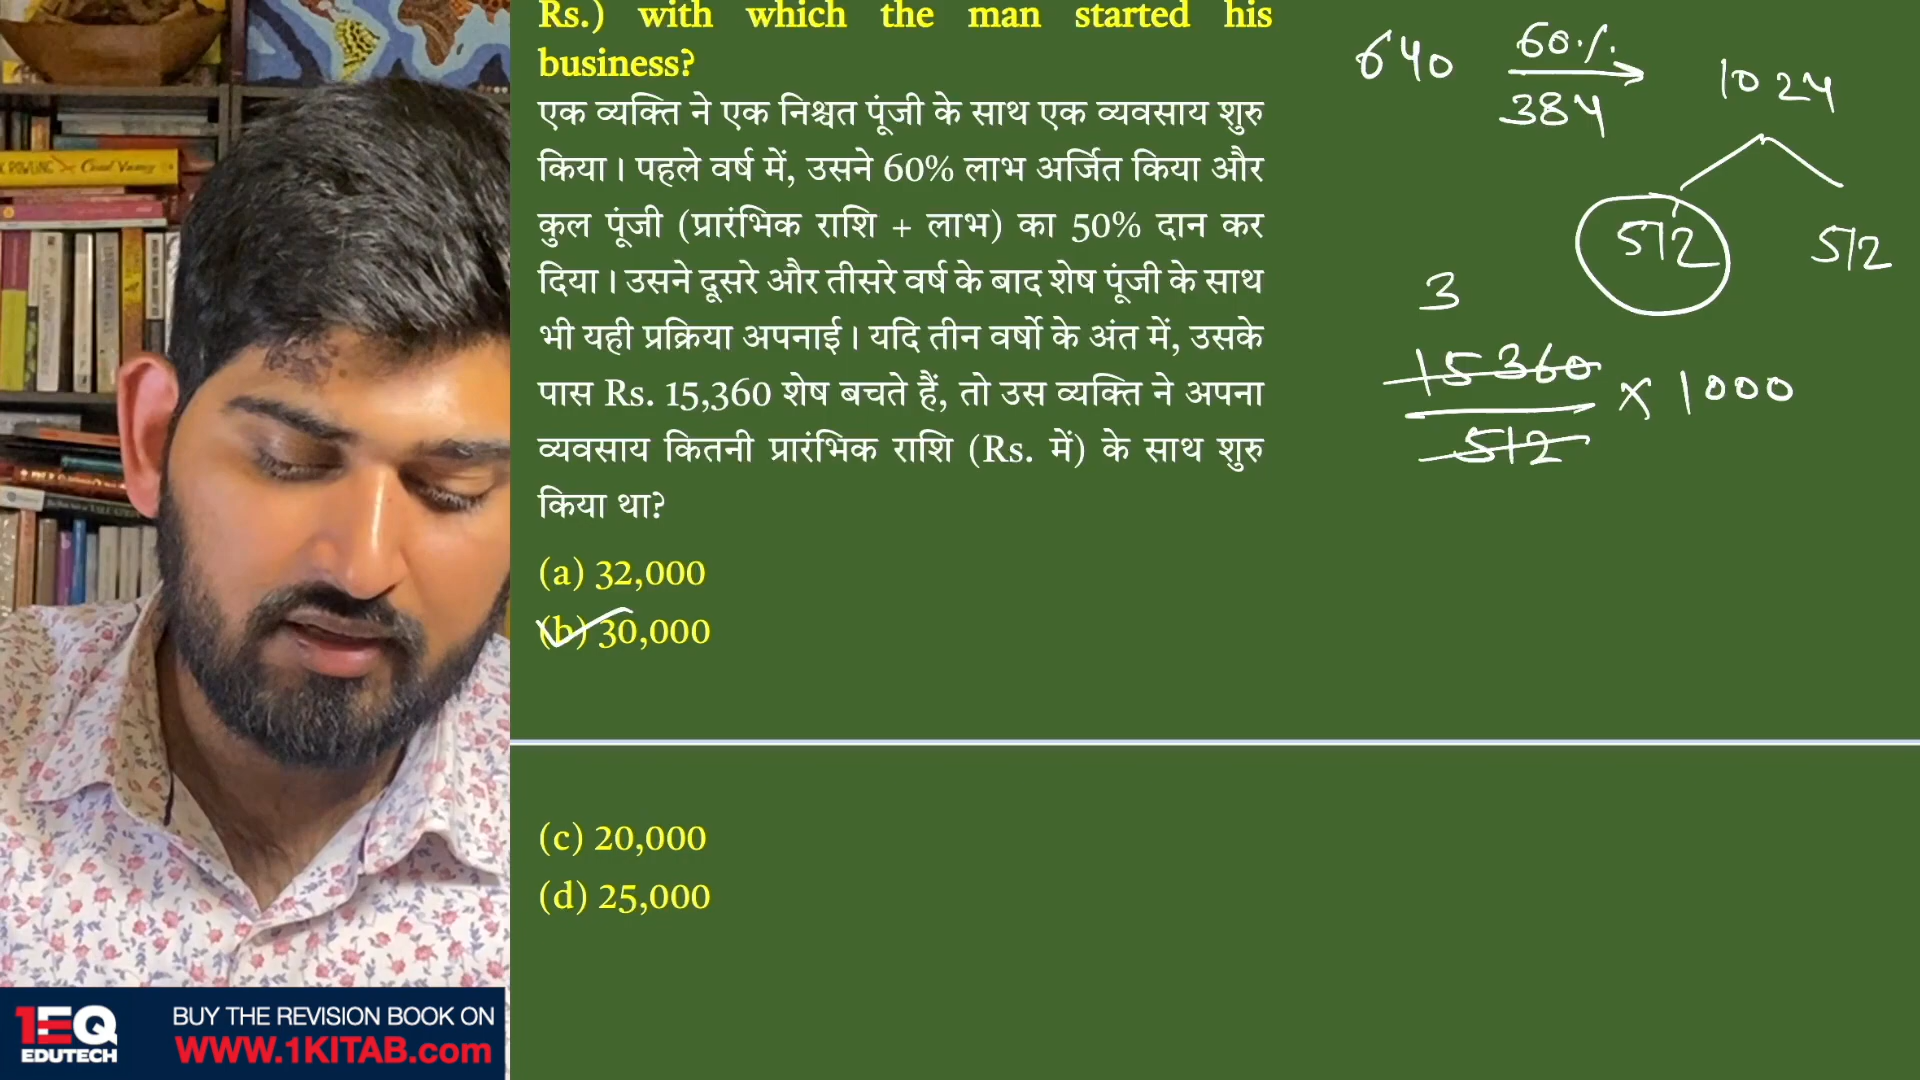 Rs.) with which the man started his
business?
एक व्यक्ति ने एक निश्चत पूंजी के साथ एक व्यवसाय शुरु
किया। पहले वर्ष में, उसने 60% लाभ अर्जित किया और
कुल पूंजी (प्रारंभिक राशि + लाभ) का 50% दान कर
दिया। उसने दूसरे और तीसरे वर्ष के बाद शेष पूंजी के साथ
भी यही प्रक्रिया अपनाई। यदि तीन वर्षो के अंत में, उसके
पास Rs. 15,360 शेष बचते हैं, तो उस व्यक्ति ने अपना
व्यवसाय कितनी प्रारंभिक राशि (Rs. में) के साथ शुरु
किया था?
(a) 32,000
(b) 30,000
(c) 20,000
(d) 25,000
640 60% 1024
384
512 512
3
15360 × 1000
512
1EQ
EDUTECH
BUY THE REVISION BOOK ON
WWW.1KITAB.com